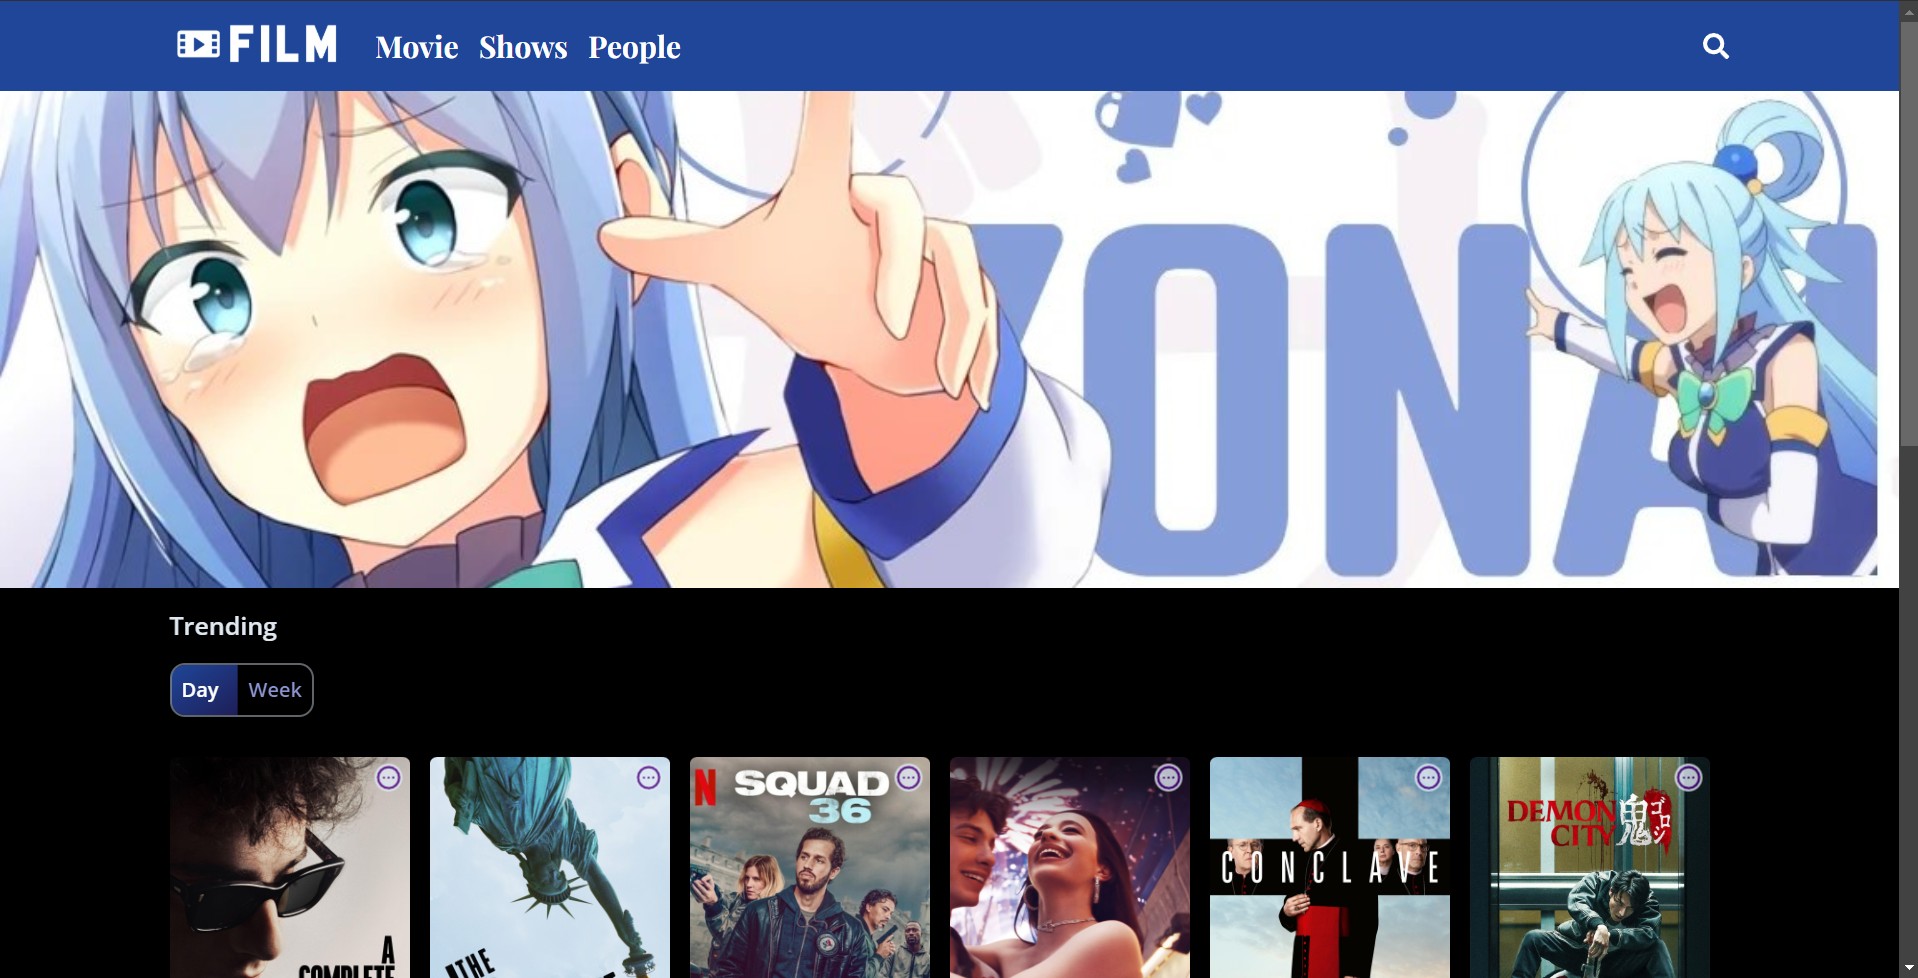 FILM Movie Shows People
ONA
Trending
Day Week
N SQUAD 36
CONCLAVE
DEMON CITY 鬼ゴロシ
A COMPLETE
THE